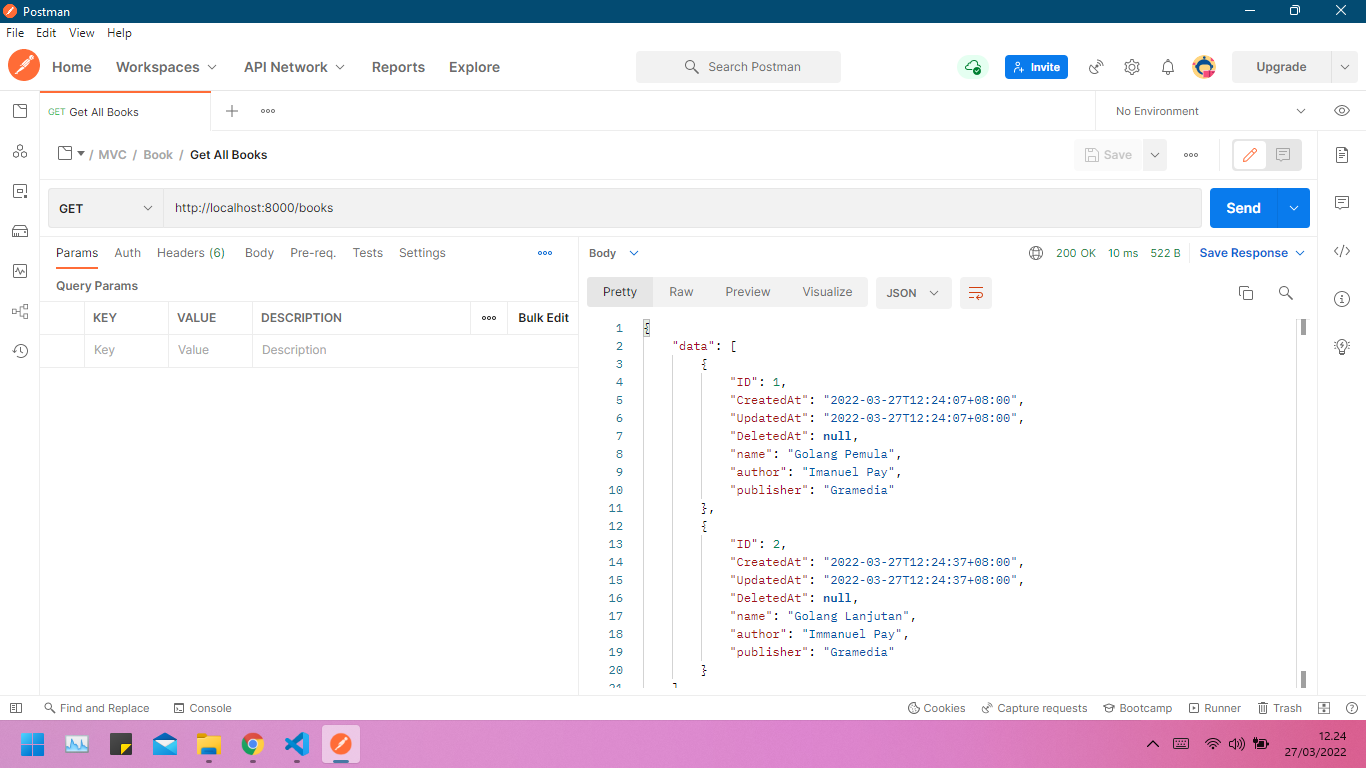 Postman
File Edit View Help
Home Workspaces API Network Reports Explore Search Postman Invite Upgrade
GET Get All Books No Environment
/ MVC / Book / Get All Books Save
GET http://localhost:8000/books Send
Params Auth Headers (6) Body Pre-req. Tests Settings
Body 200 OK 10 ms 522 B Save Response
Query Params
KEY VALUE DESCRIPTION Bulk Edit
Key Value Description
Pretty Raw Preview Visualize JSON
1 {
2 "data": [
3 {
4 "ID": 1,
5 "CreatedAt": "2022-03-27T12:24:07+08:00",
6 "UpdatedAt": "2022-03-27T12:24:07+08:00",
7 "DeletedAt": null,
8 "name": "Golang Pemula",
9 "author": "Imanuel Pay",
10 "publisher": "Gramedia"
11 },
12 {
13 "ID": 2,
14 "CreatedAt": "2022-03-27T12:24:37+08:00",
15 "UpdatedAt": "2022-03-27T12:24:37+08:00",
16 "DeletedAt": null,
17 "name": "Golang Lanjutan",
18 "author": "Immanuel Pay",
19 "publisher": "Gramedia"
20 }
21 ]
Find and Replace Console Cookies Capture requests Bootcamp Runner Trash
12.24
27/03/2022